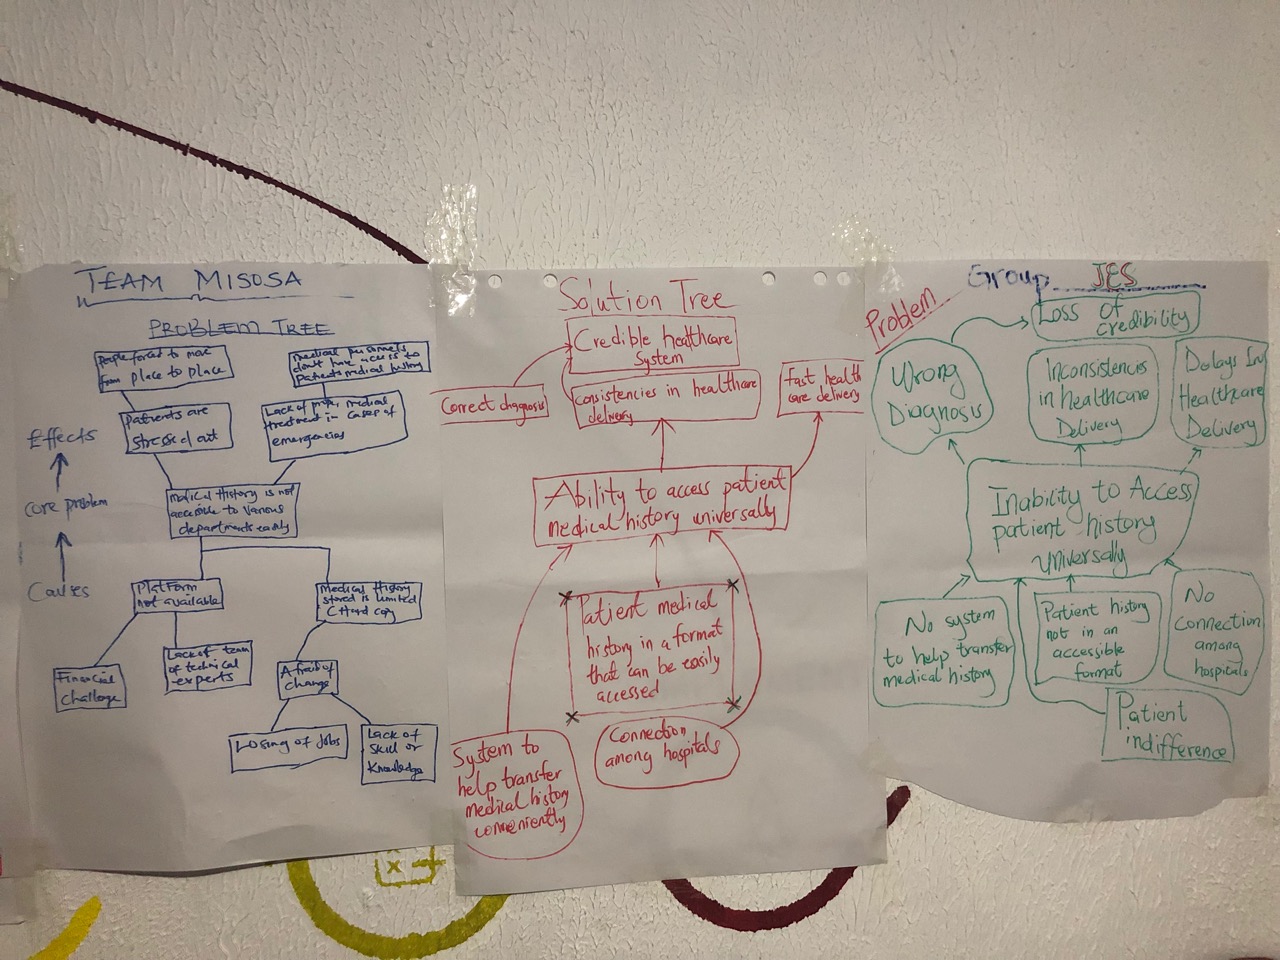 TEAM MISOSA
PROBLEM TREE
People forced to move
from place to place
Medical personnels
don't have access to
Patients medical history
Patients are
stressed out
Lack of proper medical
treatment in cases of
emergencies
Effects
core problem
Causes
Medical History is not
accesible to various
departments easily
Platform
not available
Medical History
stored is limited
(Hard copy
Financial
challenge
Lack of team
of technical
experts
Afraid of
change
Losing of jobs
Lack of
skill or
Knowledge
Solution Tree
Credible healthcare
System
Correct diagnosis
Consistencies in healthcare
delivery
fast health
care delivery
Ability to access patient
medical history universally
Patient medical
history in a format
that can be easily
accessed
System to
help transfer
medical history
conveniently
Connection
among hospitals
Group JES
Problem
Loss of
credibility
Wrong
Diagnosis
Inconsistencies
in healthcare
Delivery
Delays In
Healthcare
Delivery
Inability to Access
patient history
universally
No system
to help transfer
medical history
Patient history
not in an
accessible
format
No
connection
among
hospitals
Patient
indifference
x